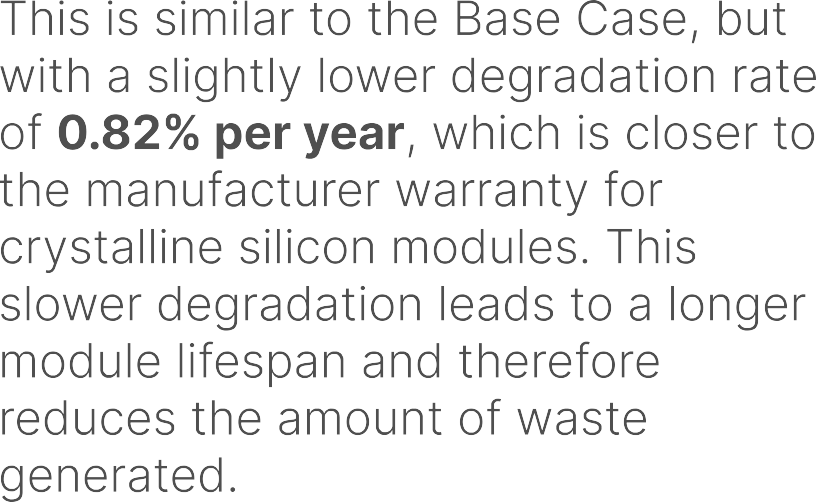 This is similar to the Base Case, but
with a slightly lower degradation rate
of 0.82% per year, which is closer to
the manufacturer warranty for
crystalline silicon modules. This
slower degradation leads to a longer
module lifespan and therefore
reduces the amount of waste
generated.